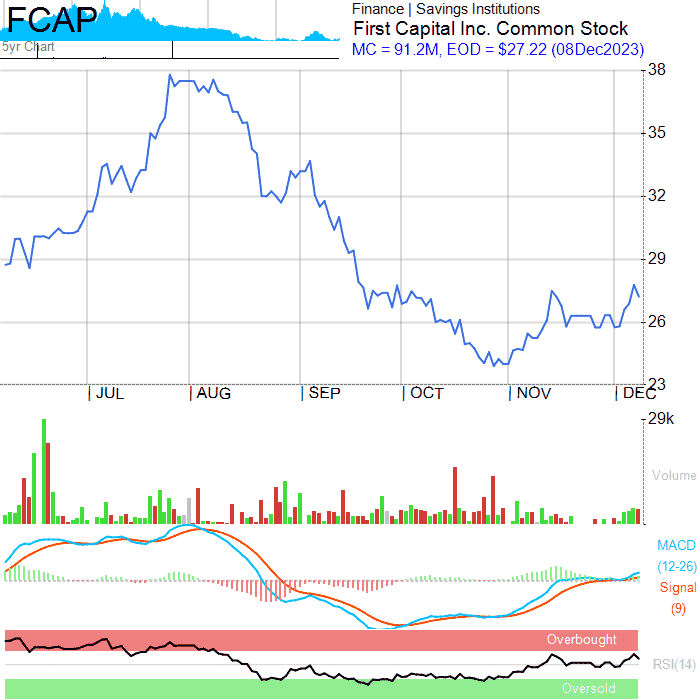 FCAP
5yr Chart
Finance | Savings Institutions
First Capital Inc. Common Stock
MC = 91.2M, EOD = $27.22 (08Dec2023)
38
35
32
29
26
23
JUL AUG SEP OCT NOV DEC
29k
Volume
MACD
(12-26)
Signal
(9)
Overbought
RSI(14)
Oversold